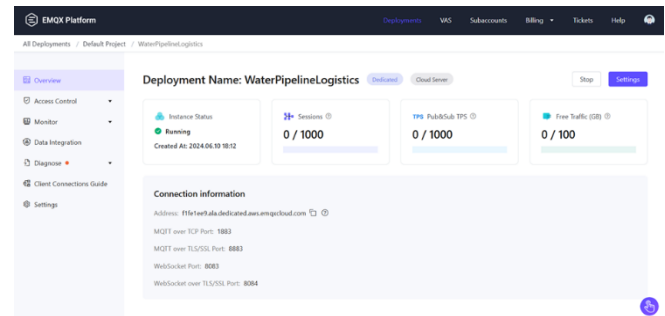 EMQX Platform
Deployments VAS Subaccounts Billing Tickets Help
All Deployments / Default Project / WaterPipelineLogistics
Overview
Access Control
Monitor
Data Integration
Diagnose
Client Connections Guide
Settings
Deployment Name: WaterPipelineLogistics Dedicated Cloud Server Stop Settings
Instance Status
Running
Created At: 2024.06.10 18:12
Sessions
0 / 1000
TPS Pub&Sub TPS
0 / 1000
Free Traffic (GB)
0 / 100
Connection information
Address: f1fe1ee9.ala.dedicated.aws.emqxcloud.com
MQTT over TCP Port: 1883
MQTT over TLS/SSL Port: 8883
WebSocket Port: 8083
WebSocket over TLS/SSL Port: 8084